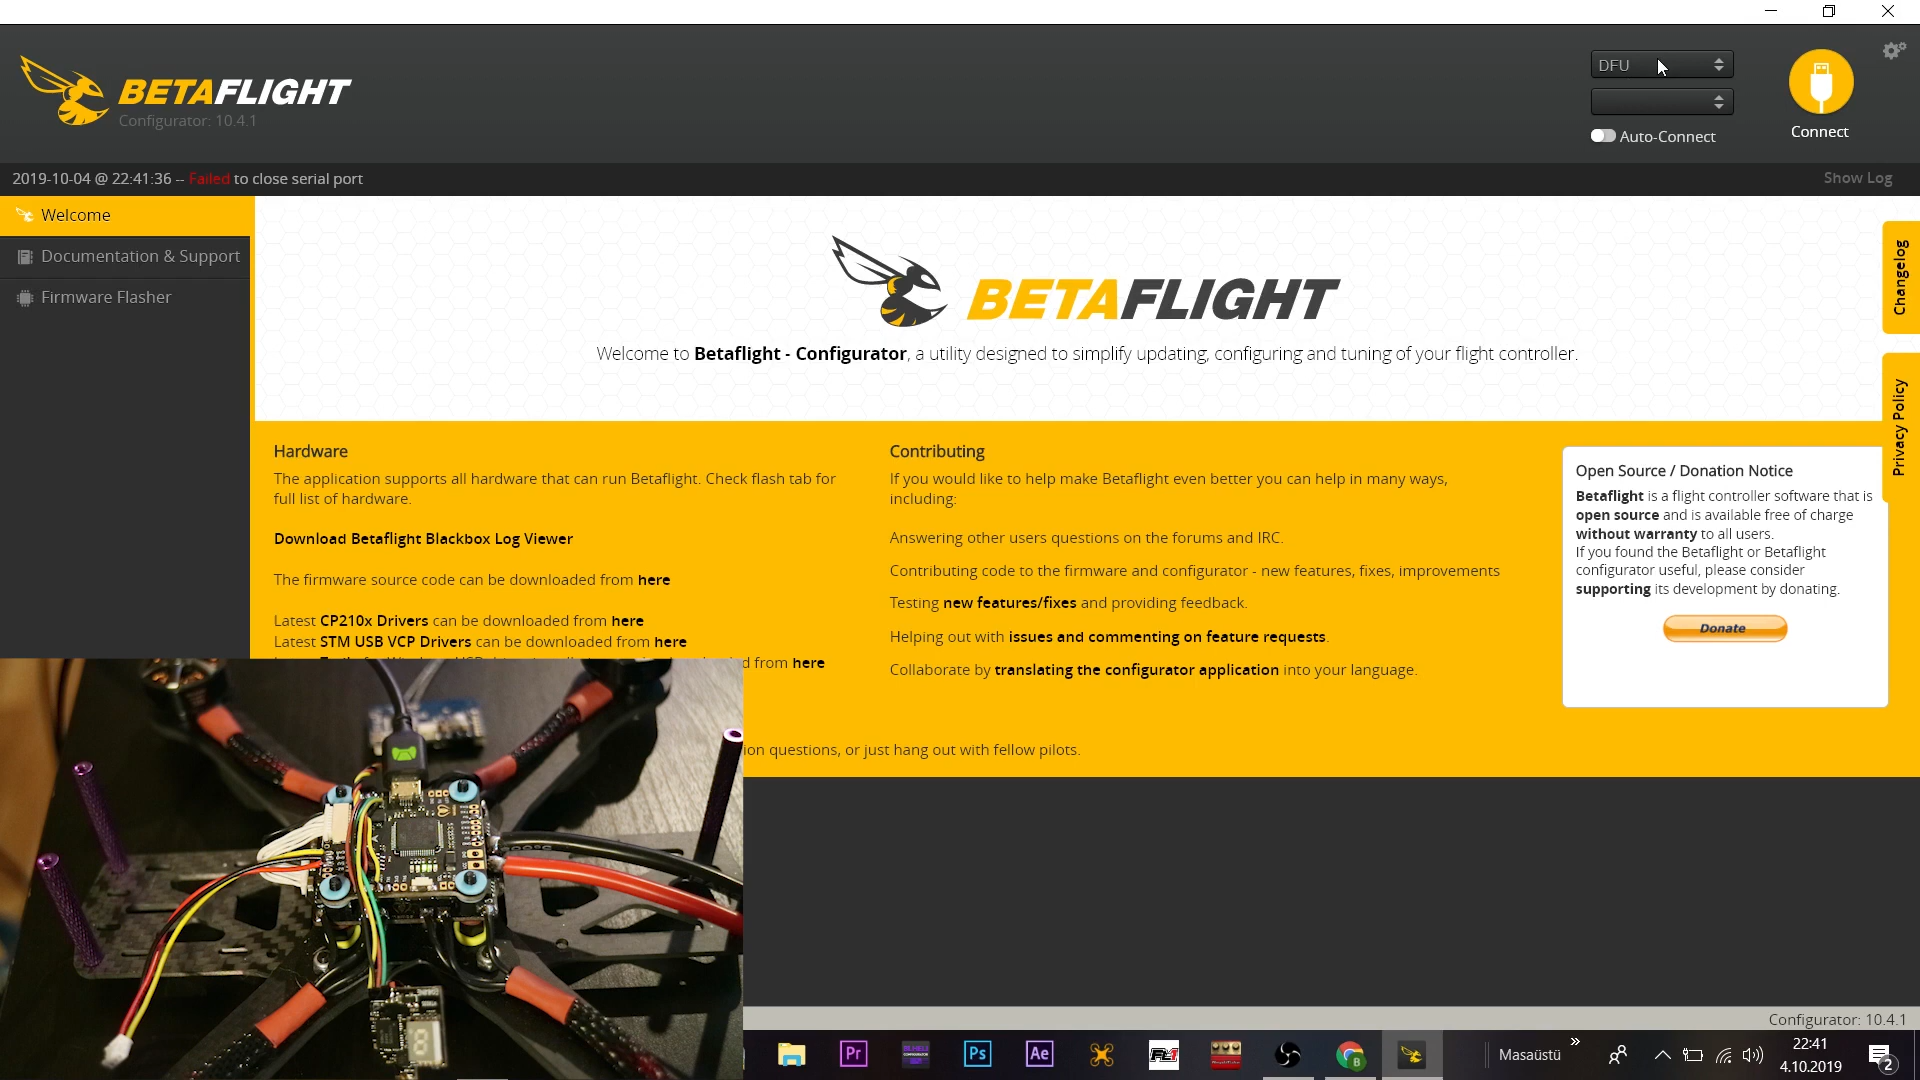 BETAFLIGHT
Configurator: 10.4.1
DFU
Auto-Connect
Connect
2019-10-04 @ 22:41:36 -- Failed to close serial port
Show Log
Welcome
Documentation & Support
Firmware Flasher
BETAFLIGHT
Welcome to Betaflight - Configurator, a utility designed to simplify updating, configuring and tuning of your flight controller.
Changelog
Privacy Policy
Hardware
The application supports all hardware that can run Betaflight. Check flash tab for
full list of hardware.
Download Betaflight Blackbox Log Viewer
The firmware source code can be downloaded from here
Latest CP210x Drivers can be downloaded from here
Latest STM USB VCP Drivers can be downloaded from here
d from here
Contributing
If you would like to help make Betaflight even better you can help in many ways,
including:
Answering other users questions on the forums and IRC.
Contributing code to the firmware and configurator - new features, fixes, improvements
Testing new features/fixes and providing feedback.
Helping out with issues and commenting on feature requests.
Collaborate by translating the configurator application into your language.
ion questions, or just hang out with fellow pilots.
Open Source / Donation Notice
Betaflight is a flight controller software that is
open source and is available free of charge
without warranty to all users.
If you found the Betaflight or Betaflight
configurator useful, please consider
supporting its development by donating.
Donate
Configurator: 10.4.1
Pr
Ps
Ae
B
Masaüstü
22:41
4.10.2019
2